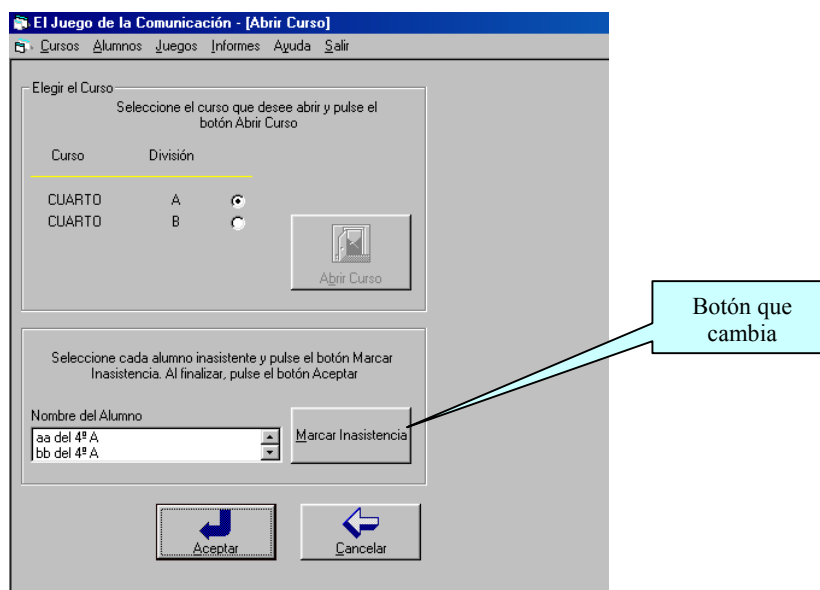 El Juego de la Comunicación - [Abrir Curso]
Cursos Alumnos Juegos Informes Ayuda Salir
Elegir el Curso
Seleccione el curso que desee abrir y pulse el
botón Abrir Curso
Curso División
CUARTO A
CUARTO B
Abrir Curso
Botón que
cambia
Seleccione cada alumno inasistente y pulse el botón Marcar
Inasistencia. Al finalizar, pulse el botón Aceptar
Nombre del Alumno
aa del 4ª A
bb del 4ª A
Marcar Inasistencia
Aceptar
Cancelar